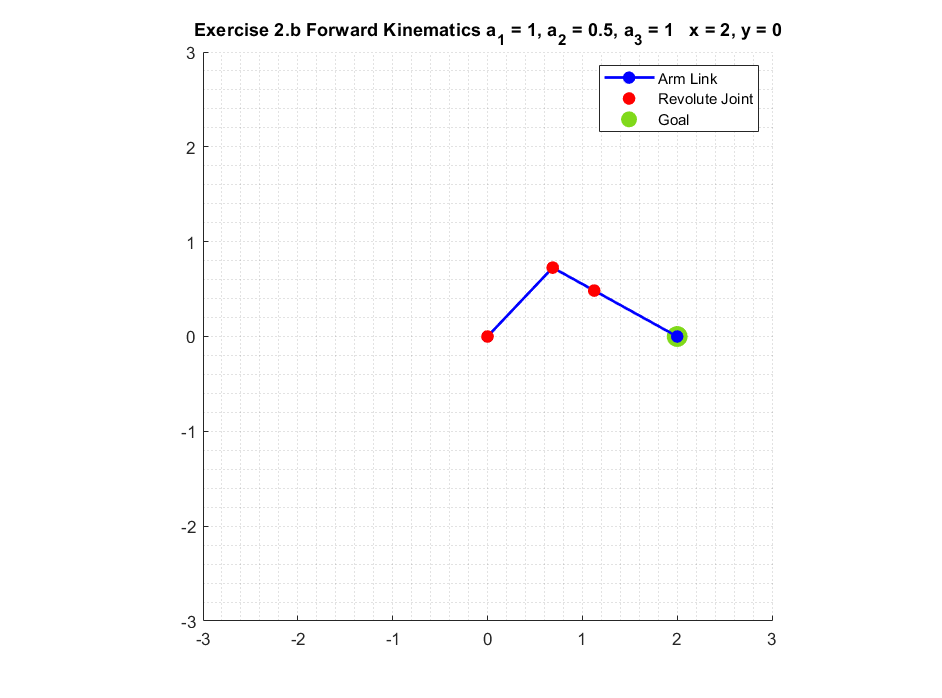 Exercise 2.b Forward Kinematics a₁ = 1, a₂ = 0.5, a₃ = 1   x = 2, y = 0
Arm Link
Revolute Joint
Goal
3
2
1
0
-1
-2
-3
-3 -2 -1 0 1 2 3